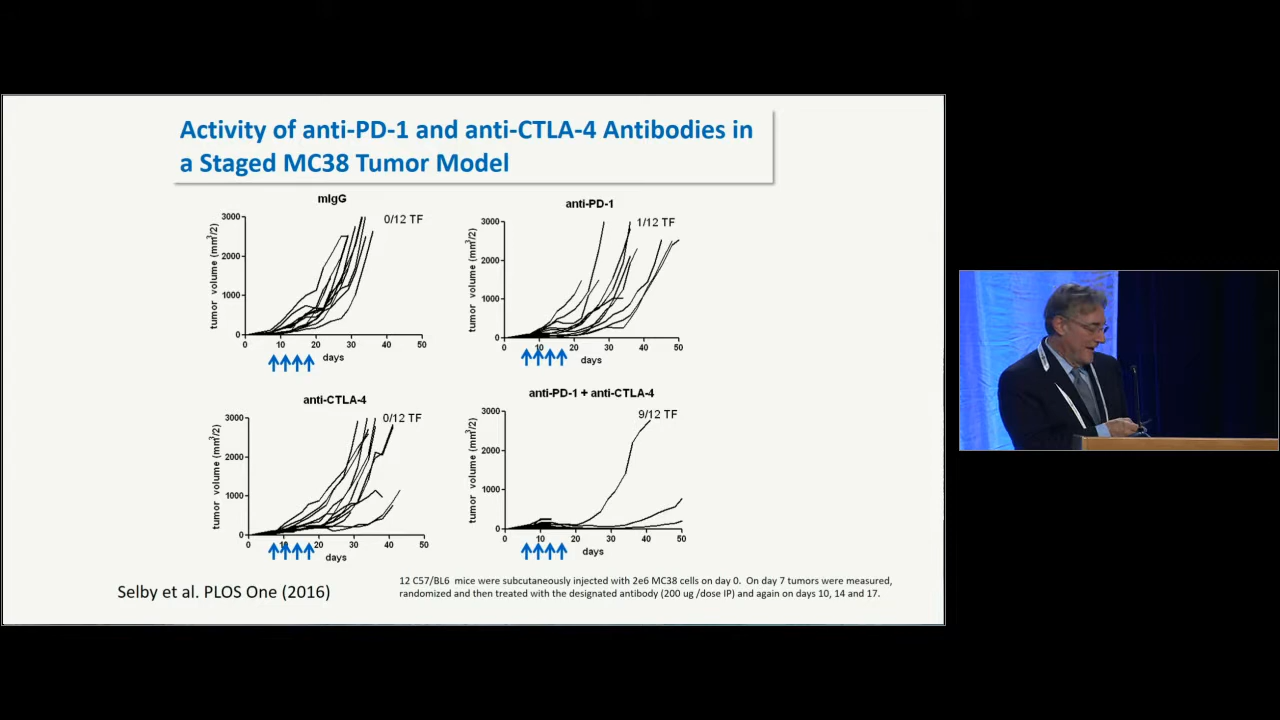 Activity of anti-PD-1 and anti-CTLA-4 Antibodies in
a Staged MC38 Tumor Model
mIgG
0/12 TF
tumor volume (mm3/2)
3000
2000
1000
0
0 10 20 30 40 50
days
anti-PD-1
1/12 TF
tumor volume (mm3/2)
3000
2000
1000
0
0 10 20 30 40 50
days
anti-CTLA-4
0/12 TF
tumor volume (mm3/2)
3000
2000
1000
0
0 10 20 30 40 50
days
anti-PD-1 + anti-CTLA-4
9/12 TF
tumor volume (mm3/2)
3000
2000
1000
0
0 10 20 30 40 50
days
Selby et al. PLOS One (2016)
12 C57/BL6 mice were subcutaneously injected with 2e6 MC38 cells on day 0. On day 7 tumors were measured,
randomized and then treated with the designated antibody (200 ug /dose IP) and again on days 10, 14 and 17.